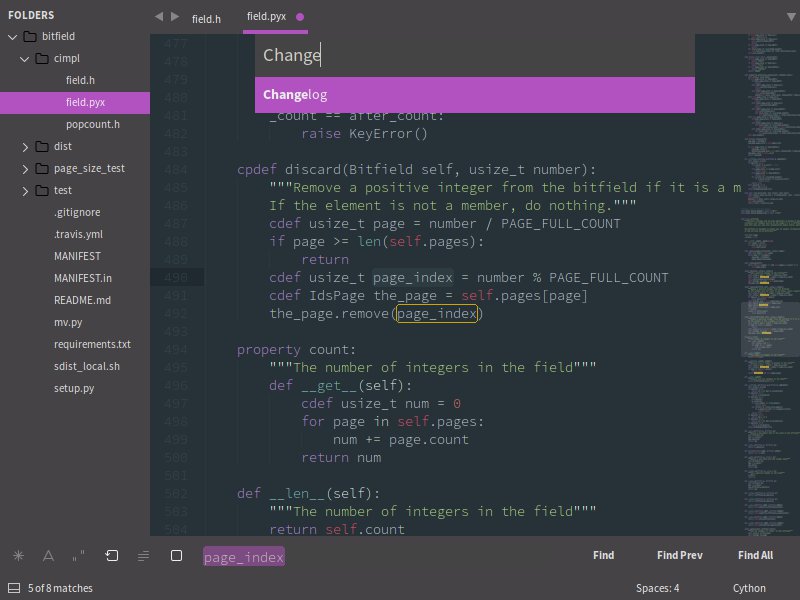 FOLDERS
bitfield
cimpl
field.h
field.pyx
popcount.h
dist
page_size_test
test
.gitignore
.travis.yml
MANIFEST
MANIFEST.in
README.md
mv.py
requirements.txt
sdist_local.sh
setup.py
field.h
field.pyx
Change
Changelog
477
478
479
480
481 _count == after_count:
482 raise KeyError()
483
484 cpdef discard(Bitfield self, usize_t number):
485 """Remove a positive integer from the bitfield if it is a m
486 If the element is not a member, do nothing."""
487 cdef usize_t page = number / PAGE_FULL_COUNT
488 if page >= len(self.pages):
489 return
490 cdef usize_t page_index = number % PAGE_FULL_COUNT
491 cdef IdsPage the_page = self.pages[page]
492 the_page.remove(page_index)
493
494 property count:
495 """The number of integers in the field"""
496 def __get__(self):
497 cdef usize_t num = 0
498 for page in self.pages:
499 num += page.count
500 return num
501
502 def __len__(self):
503 """The number of integers in the field"""
504 return self.count
page_index
Find
Find Prev
Find All
5 of 8 matches
Spaces: 4
Cython